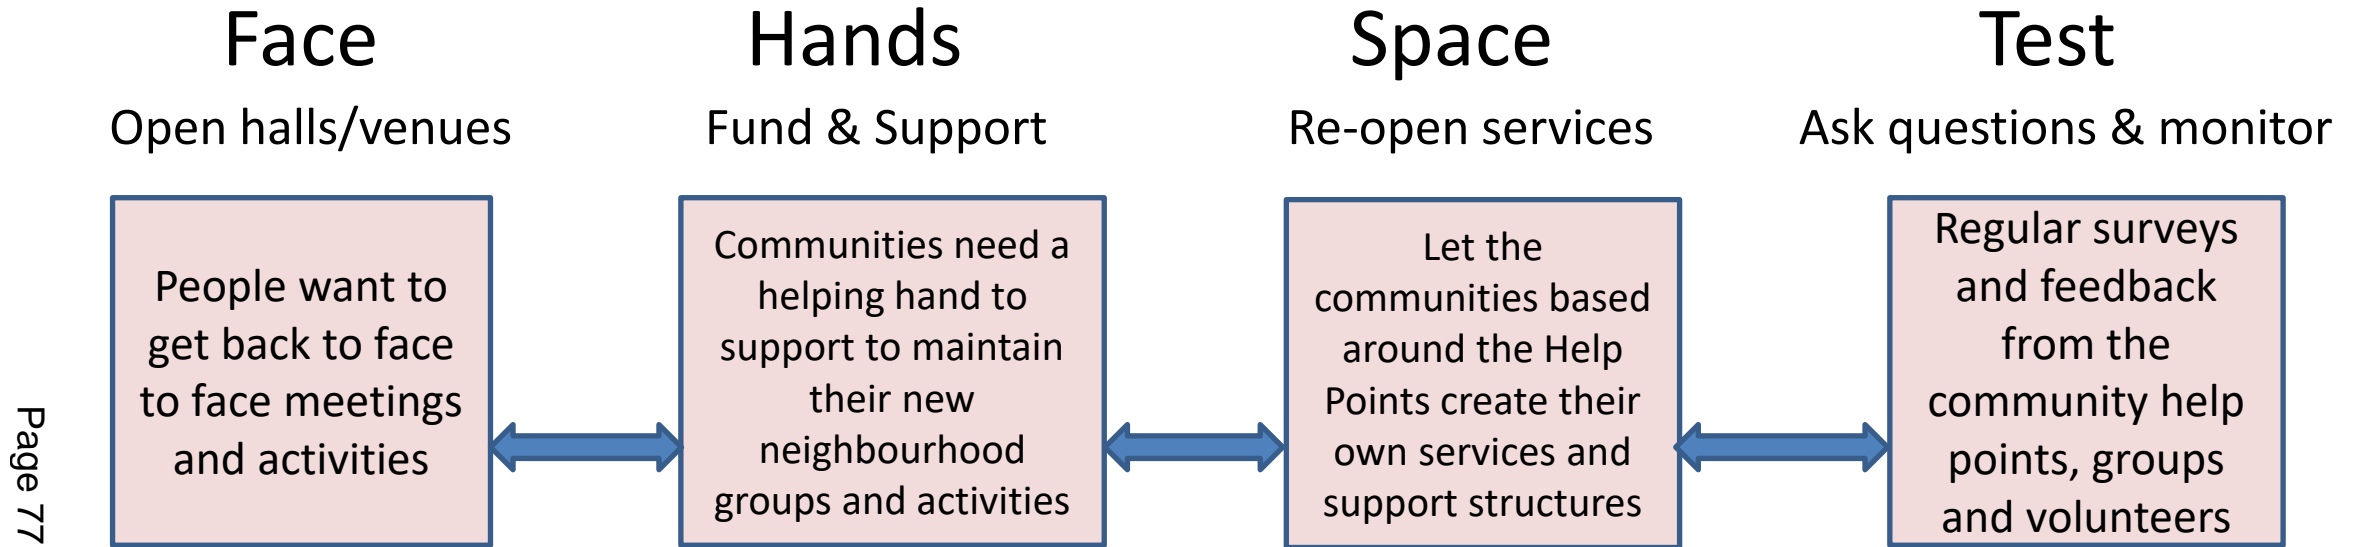 Face
Open halls/venues
People want to
get back to face
to face meetings
and activities
Hands
Fund & Support
Communities need a
helping hand to
support to maintain
their new
neighbourhood
groups and activities
Space
Re-open services
Let the
communities based
around the Help
Points create their
own services and
support structures
Test
Ask questions & monitor
Regular surveys
and feedback
from the
community help
points, groups
and volunteers
Page 77